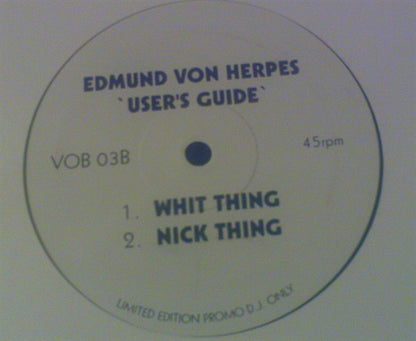 EDMUND VON HERPES
`USER'S GUIDE`
VOB 03B
45rpm
1. WHIT THING
2. NICK THING
LIMITED EDITION PROMO D.J. ONLY